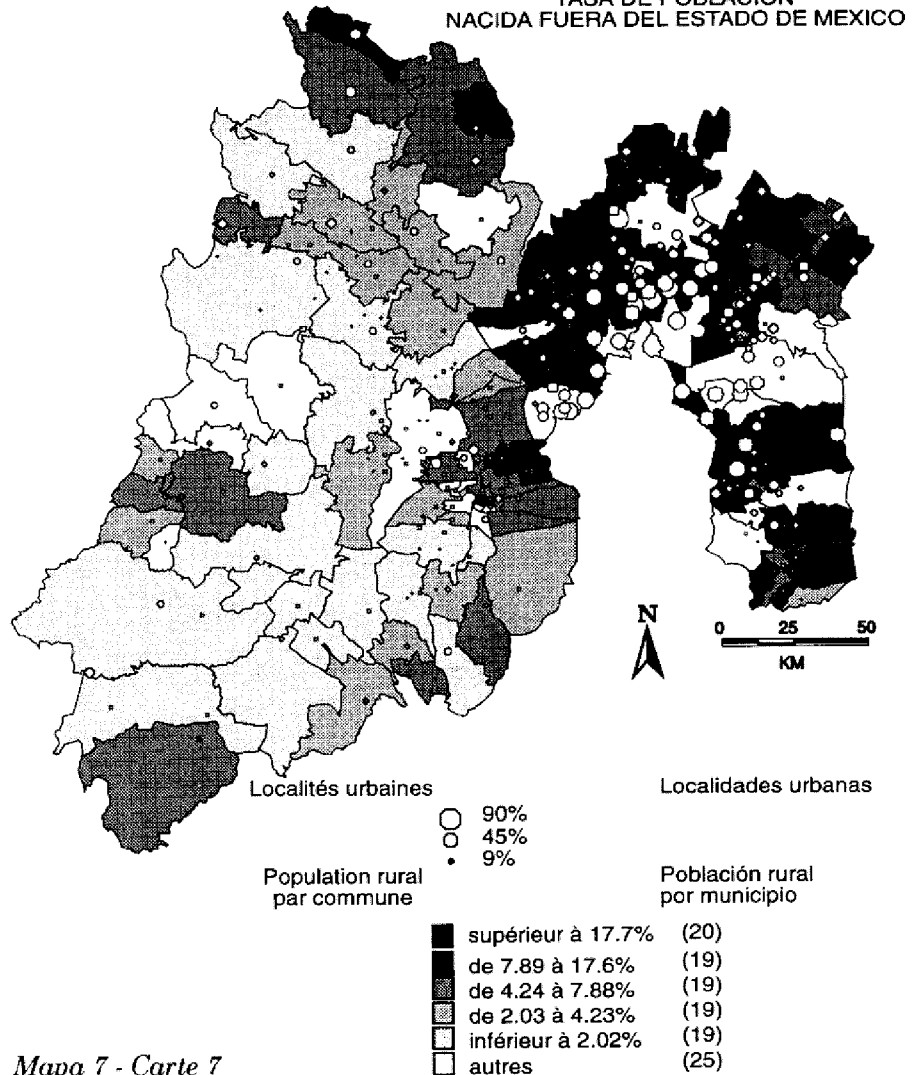 TASA DE POBLACION
NACIDA FUERA DEL ESTADO DE MEXICO
N
0 25 50
KM
Localités urbaines
Localidades urbanas
90%
45%
9%
Population rural
par commune
Población rural
por municipio
supérieur à 17.7% (20)
de 7.89 à 17.6% (19)
de 4.24 à 7.88% (19)
de 2.03 à 4.23% (19)
inférieur à 2.02% (19)
autres (25)
Mapa 7 - Carte 7